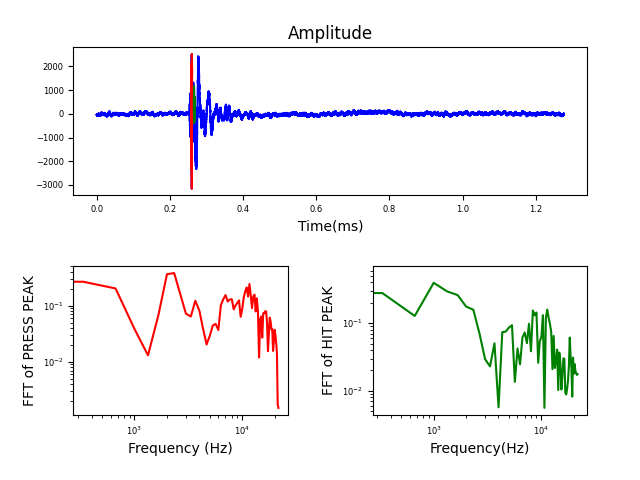 Amplitude
2000
1000
0
−1000
−2000
−3000
0.0 0.2 0.4 0.6 0.8 1.0 1.2
Time(ms)
FFT of PRESS PEAK
10⁻¹
10⁻²
10³ 10⁴
Frequency (Hz)
FFT of HIT PEAK
10⁻¹
10⁻²
10³ 10⁴
Frequency(Hz)